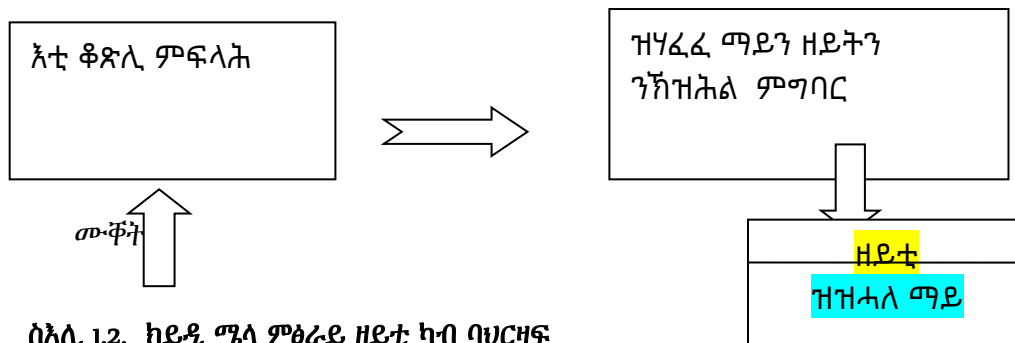 እቲ ቆጽሊ ምፍላሕ
ዝሃፈፈ ማይን ዘይትን
ንኽዝሕል ምግባር
ሙቐት
ዘይቲ
ዝዝሓለ ማይ
ስእሊ 1.2. ክይዲ ሜላ ምፅራይ ዘይቲ ካብ ባህርዛፍ